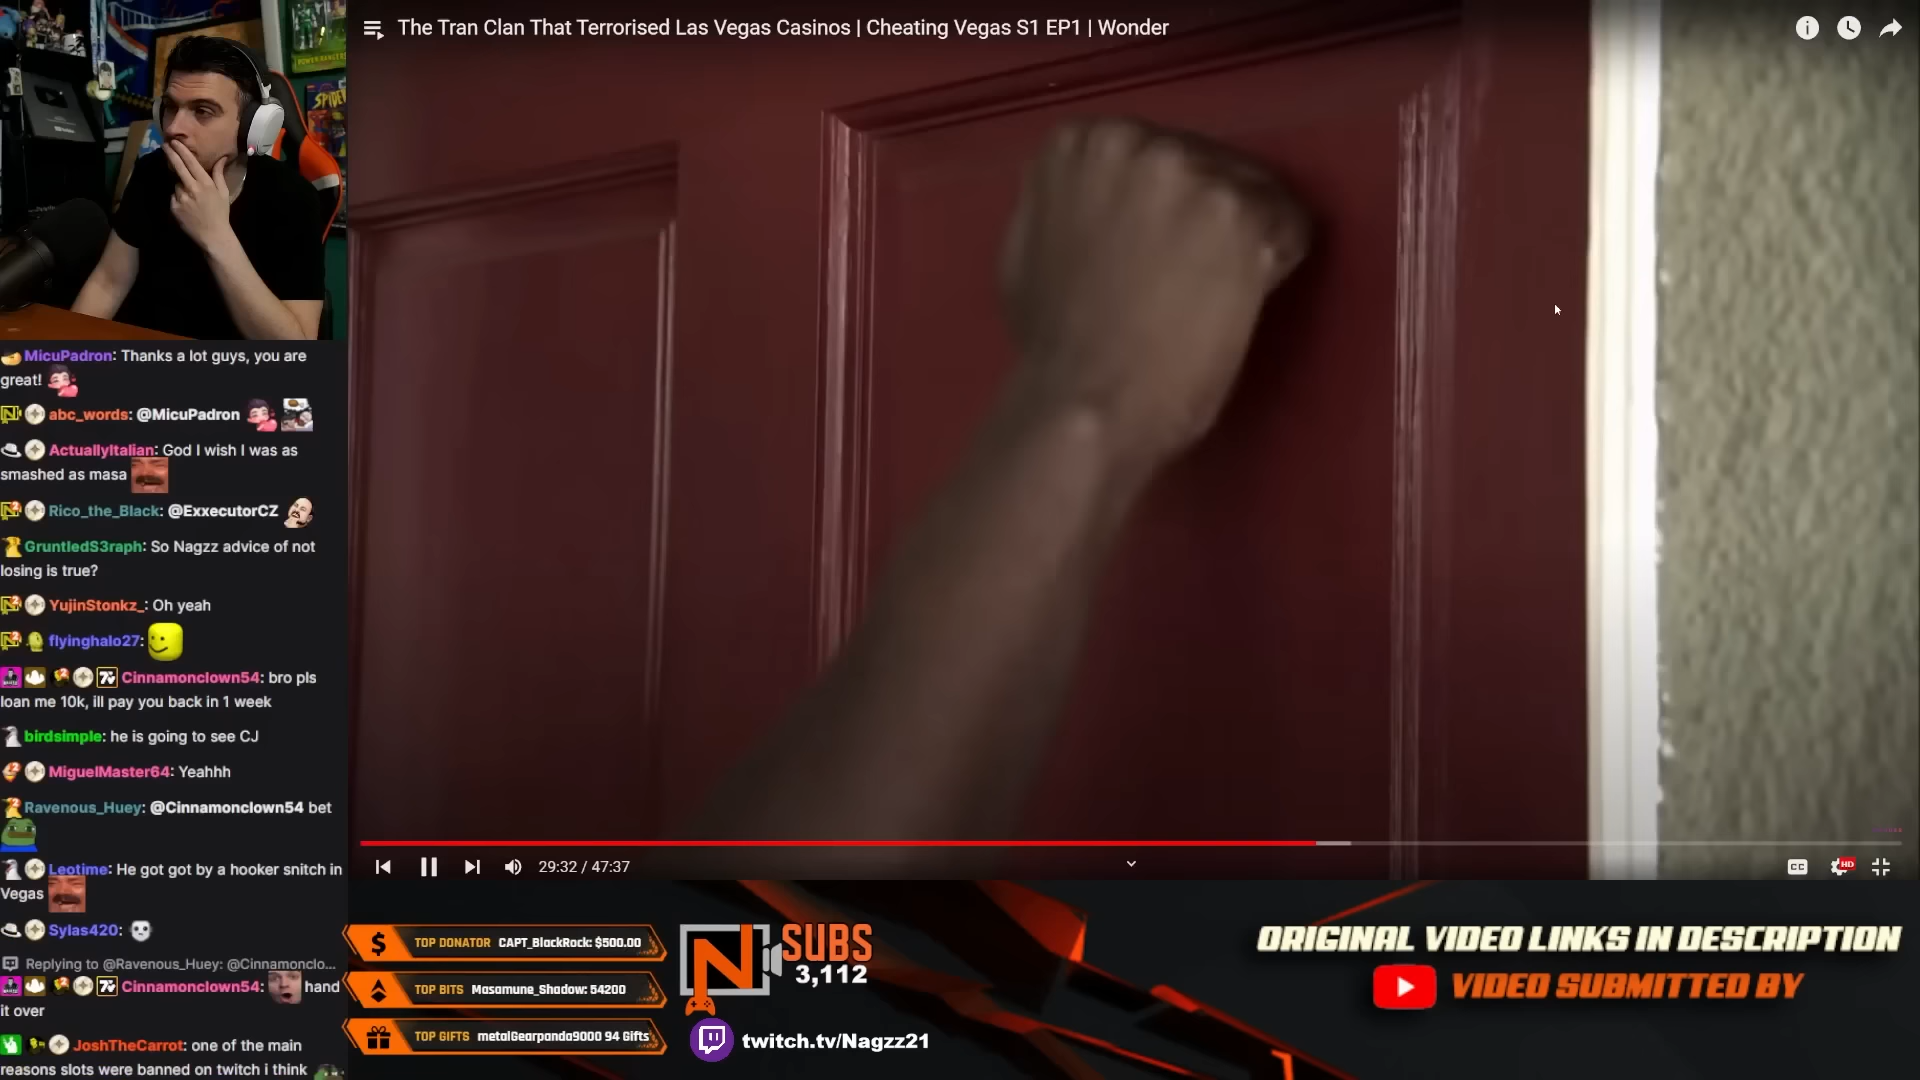 The Tran Clan That Terrorised Las Vegas Casinos | Cheating Vegas S1 EP1 | Wonder
MicuPadron: Thanks a lot guys, you are
great!
abc_words: @MicuPadron
ActuallyItalian: God I wish I was as
smashed as masa
Rico_the_Black: @ExxecutorCZ
GruntledS3raph: So Nagzz advice of not
losing is true?
YujinStonkz_: Oh yeah
flyinghalo27:
Cinnamonclown54: bro pls
loan me 10k, ill pay you back in 1 week
birdsimple: he is going to see CJ
MiguelMaster64: Yeahhh
Ravenous_Huey: @Cinnamonclown54 bet
Leotime: He got got by a hooker snitch in
Vegas
Sylas420:
Replying to @Ravenous_Huey: @Cinnamonclo...
Cinnamonclown54: hand
it over
JoshTheCarrot: one of the main
reasons slots were banned on twitch i think
29:32 / 47:37
CC
HD
TOP DONATOR CAPT_BlackRock: $500.00
TOP BITS Masamune_Shadow: 54200
TOP GIFTS metalGearpanda9000 94 Gifts
N SUBS
3,112
twitch.tv/Nagzz21
ORIGINAL VIDEO LINKS IN DESCRIPTION
VIDEO SUBMITTED BY